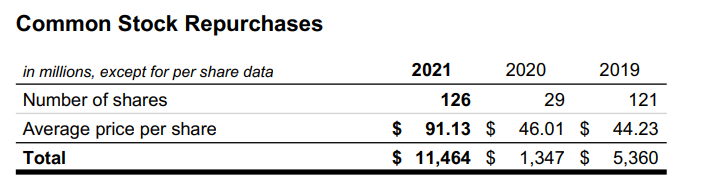 Common Stock Repurchases
in millions, except for per share data 2021 2020 2019
Number of shares 126 29 121
Average price per share $ 91.13 $ 46.01 $ 44.23
Total $ 11,464 $ 1,347 $ 5,360